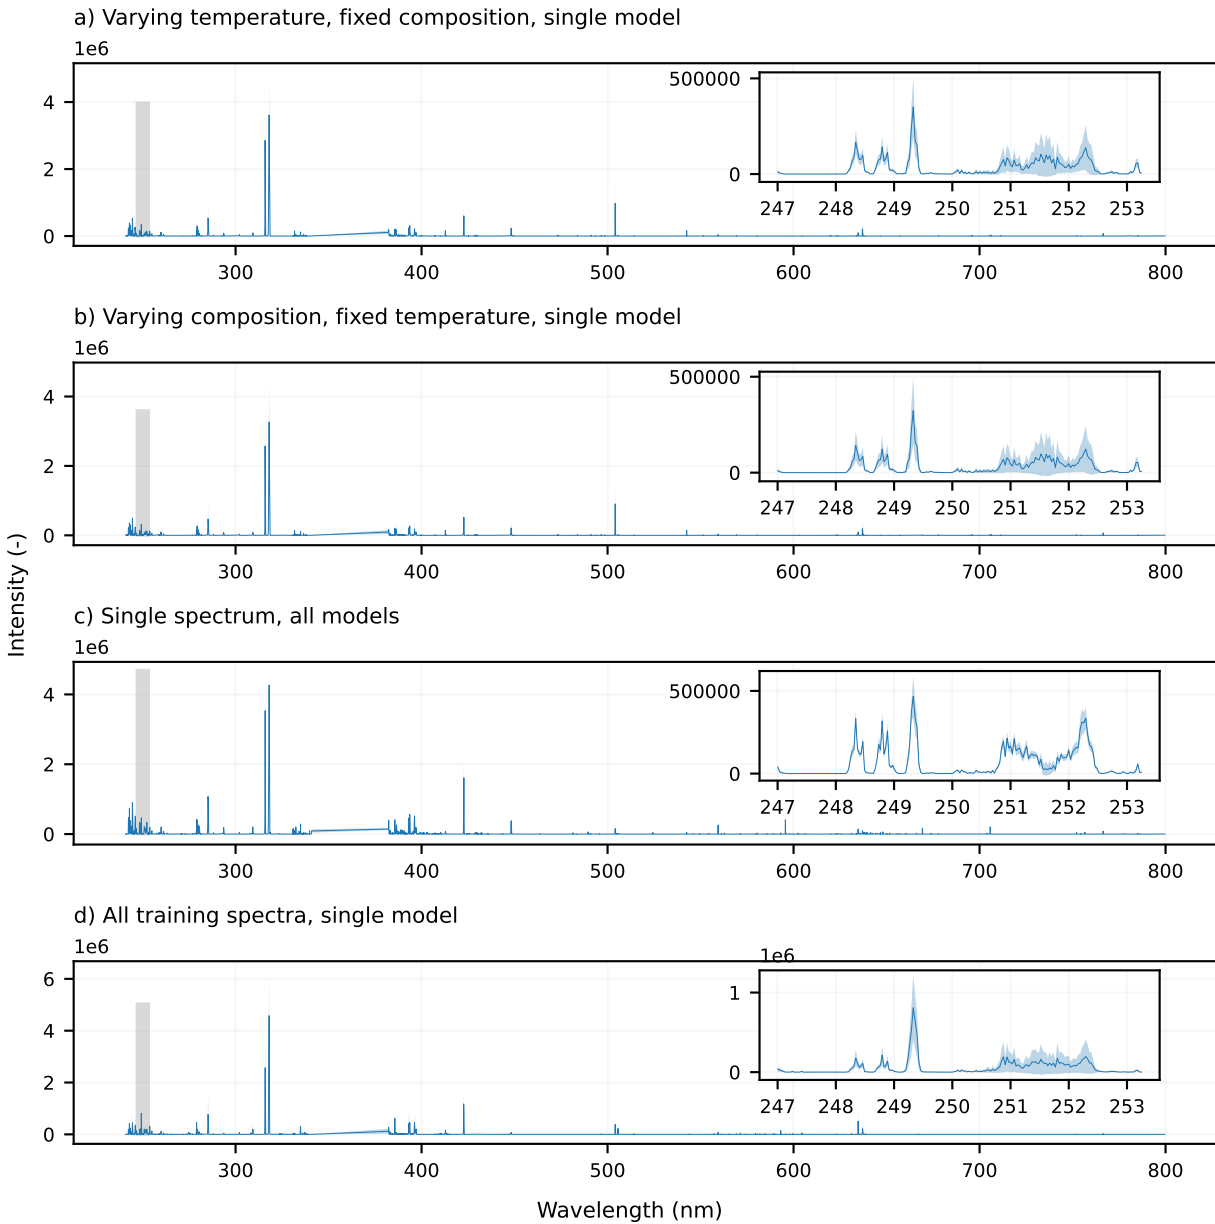 a) Varying temperature, fixed composition, single model
1e6
4
2
0
300 400 500 600 700 800
500000
0
247 248 249 250 251 252 253
b) Varying composition, fixed temperature, single model
1e6
4
2
0
300 400 500 600 700 800
500000
0
247 248 249 250 251 252 253
Intensity (-)
c) Single spectrum, all models
1e6
4
2
0
300 400 500 600 700 800
500000
0
247 248 249 250 251 252 253
d) All training spectra, single model
1e6
6
4
2
0
300 400 500 600 700 800
1e6
1
0
247 248 249 250 251 252 253
Wavelength (nm)